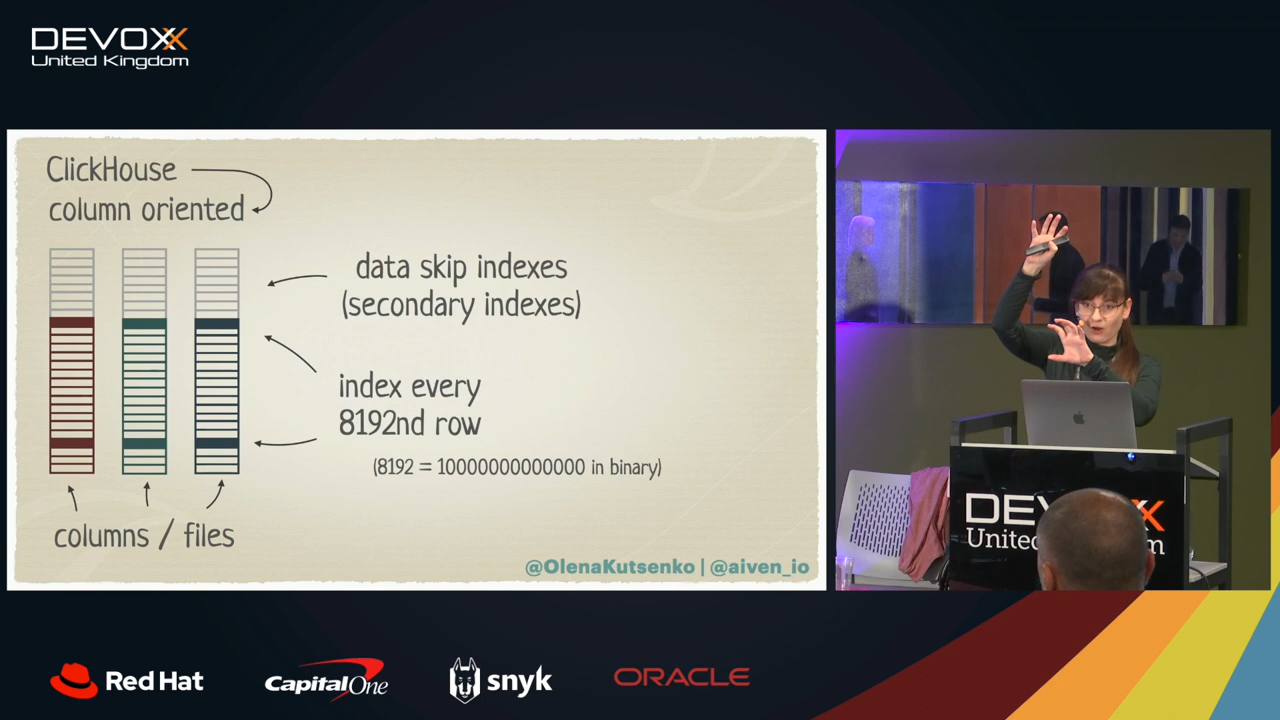 DEVOXX
United Kingdom
ClickHouse
column oriented
data skip indexes
(secondary indexes)
index every
8192nd row
(8192 = 10000000000000 in binary)
columns / files
@OlenaKutsenko | @aiven_io
Red Hat
CapitalOne
snyk
ORACLE